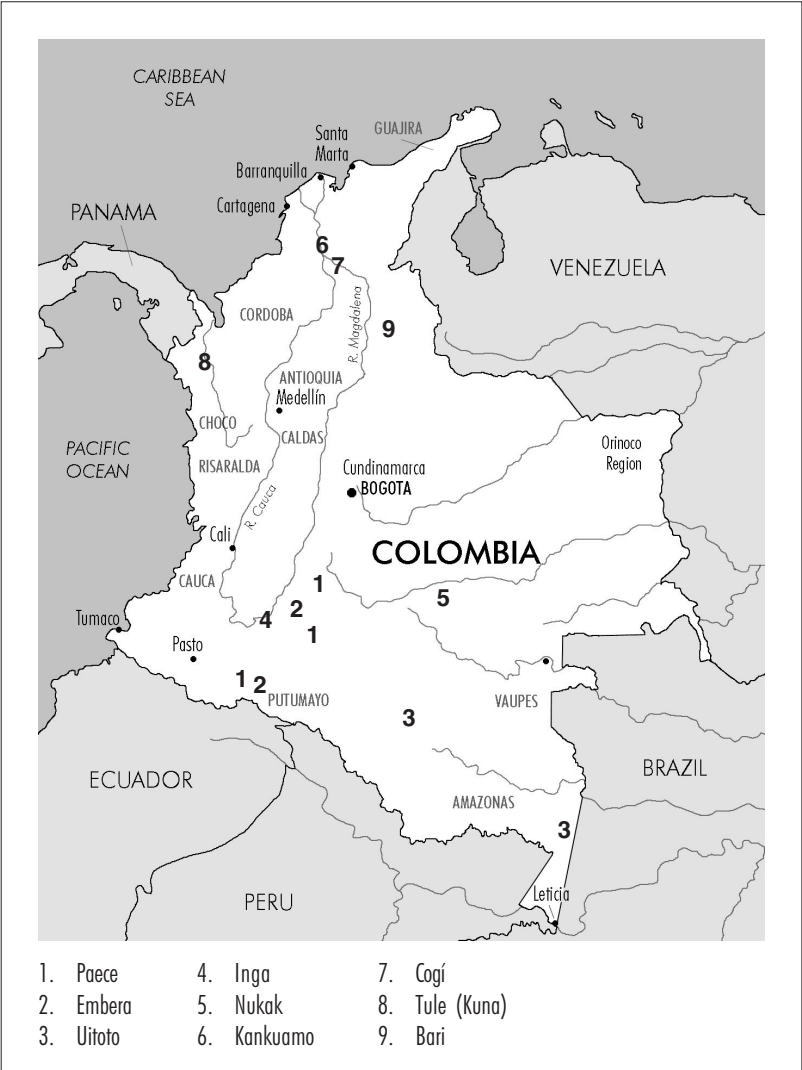 CARIBBEAN
SEA
GUAJIRA
Santa
Marta
Barranquilla
Cartagena
PANAMA
6
7
VENEZUELA
R. Magdalena
CORDOBA
9
8
ANTIOQUIA
Medellín
CHOCO
CALDAS
PACIFIC
OCEAN
Orinoco
Region
RISARALDA
Cundinamarca
BOGOTA
R. Cauca
Cali
COLOMBIA
CAUCA
1
5
2
4
Tumaco
1
Pasto
1
2
PUTUMAYO
VAUPES
3
ECUADOR
BRAZIL
AMAZONAS
3
PERU
Leticia
1. Paece
2. Embera
3. Uitoto
4. Inga
5. Nukak
6. Kankuamo
7. Cogí
8. Tule (Kuna)
9. Bari